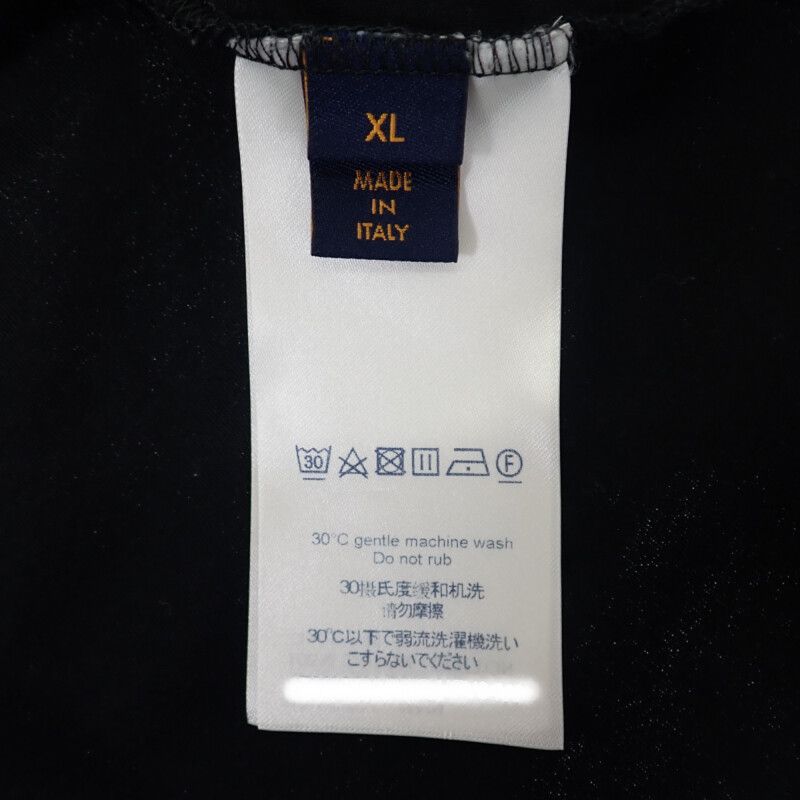 XL
MADE
IN
ITALY
30 F
30°C gentle machine wash
Do not rub
30摄氏度缓和机洗
请勿摩擦
30°C以下で弱流洗濯機洗い
こすらないでください